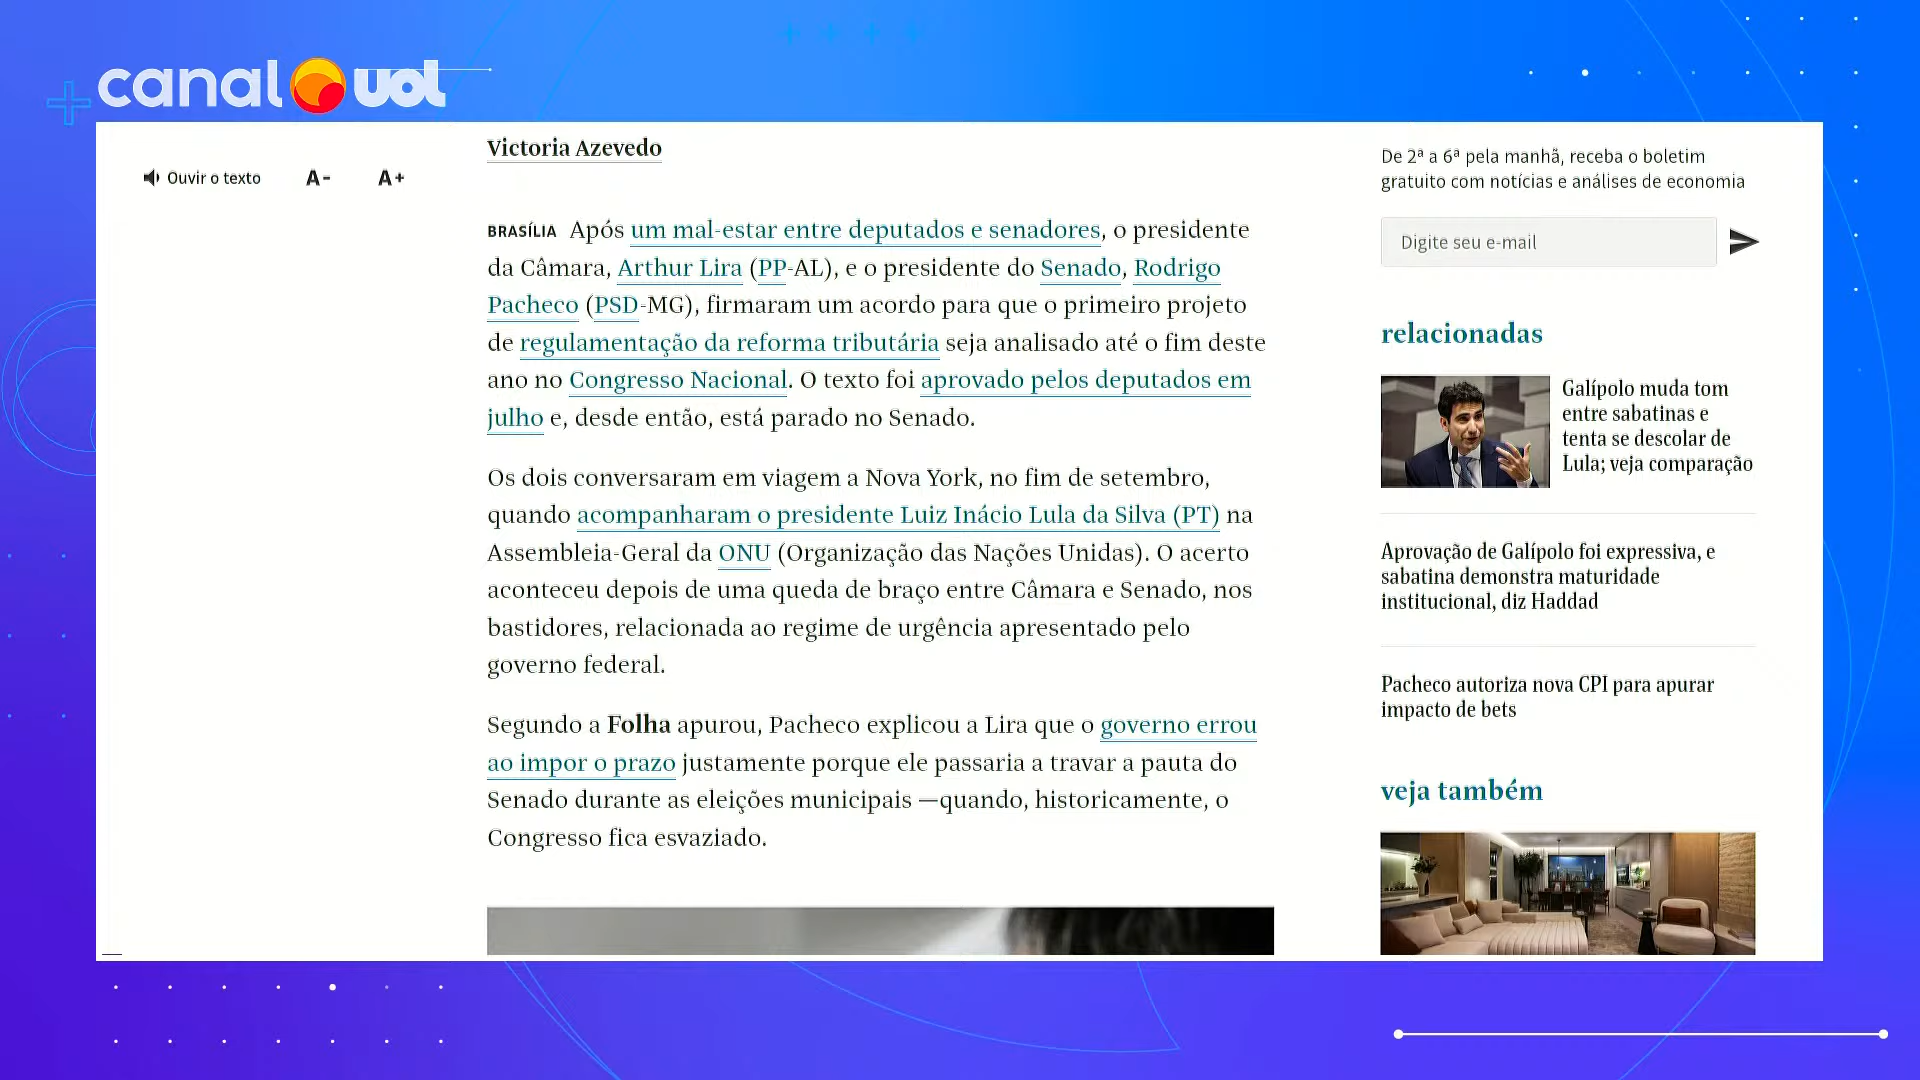 canal uol
Victoria Azevedo
Ouvir o texto A- A+
BRASÍLIA Após um mal-estar entre deputados e senadores, o presidente
da Câmara, Arthur Lira (PP-AL), e o presidente do Senado, Rodrigo
Pacheco (PSD-MG), firmaram um acordo para que o primeiro projeto
de regulamentação da reforma tributária seja analisado até o fim deste
ano no Congresso Nacional. O texto foi aprovado pelos deputados em
julho e, desde então, está parado no Senado.
Os dois conversaram em viagem a Nova York, no fim de setembro,
quando acompanharam o presidente Luiz Inácio Lula da Silva (PT) na
Assembleia-Geral da ONU (Organização das Nações Unidas). O acerto
aconteceu depois de uma queda de braço entre Câmara e Senado, nos
bastidores, relacionada ao regime de urgência apresentado pelo
governo federal.
Segundo a Folha apurou, Pacheco explicou a Lira que o governo errou
ao impor o prazo justamente porque ele passaria a travar a pauta do
Senado durante as eleições municipais —quando, historicamente, o
Congresso fica esvaziado.
De 2ª a 6ª pela manhã, receba o boletim
gratuito com notícias e análises de economia
Digite seu e-mail
relacionadas
Galípolo muda tom
entre sabatinas e
tenta se descolar de
Lula; veja comparação
Aprovação de Galípolo foi expressiva, e
sabatina demonstra maturidade
institucional, diz Haddad
Pacheco autoriza nova CPI para apurar
impacto de bets
veja também